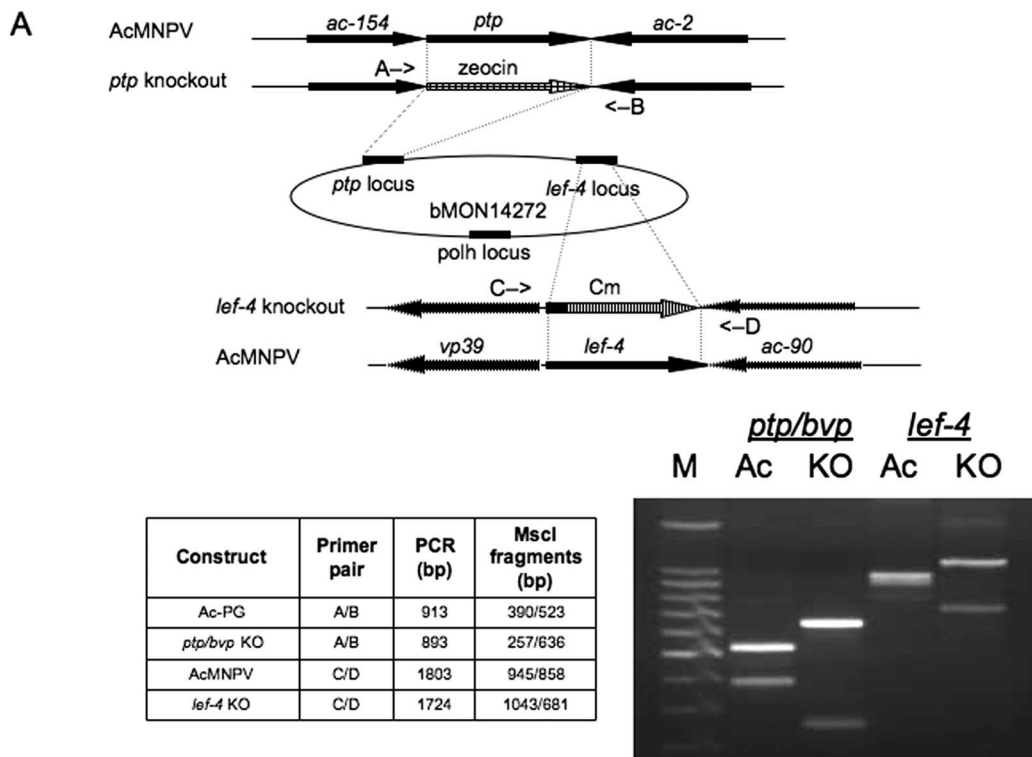 A
AcMNPV ac-154 ptp ac-2
ptp knockout A–> zeocin
<–B
ptp locus lef-4 locus
bMON14272
polh locus
lef-4 knockout C–> Cm
<–D
AcMNPV vp39 lef-4 ac-90
ptp/bvp lef-4
M Ac KO Ac KO
Construct Primer pair PCR (bp) MscI fragments (bp)
Ac-PG A/B 913 390/523
ptp/bvp KO A/B 893 257/636
AcMNPV C/D 1803 945/858
lef-4 KO C/D 1724 1043/681